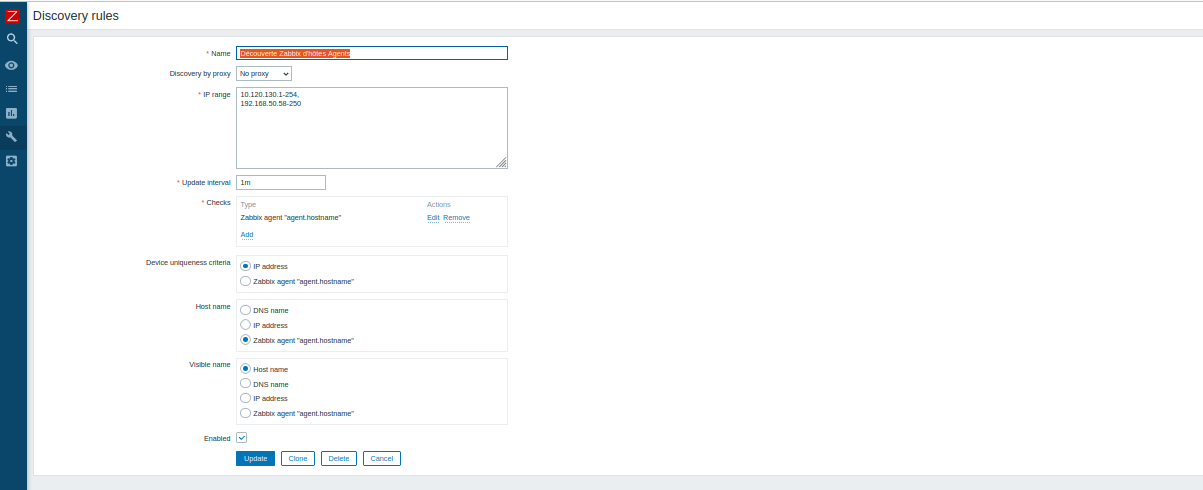 Z
Discovery rules
* Name
Découverte Zabbix d'hôtes Agents
Discovery by proxy
No proxy
* IP range
10.120.130.1-254,
192.168.50.58-250
* Update interval
1m
* Checks
Type Actions
Zabbix agent "agent.hostname" Edit Remove
Add
Device uniqueness criteria
IP address
Zabbix agent "agent.hostname"
Host name
DNS name
IP address
Zabbix agent "agent.hostname"
Visible name
Host name
DNS name
IP address
Zabbix agent "agent.hostname"
Enabled
Update Clone Delete Cancel